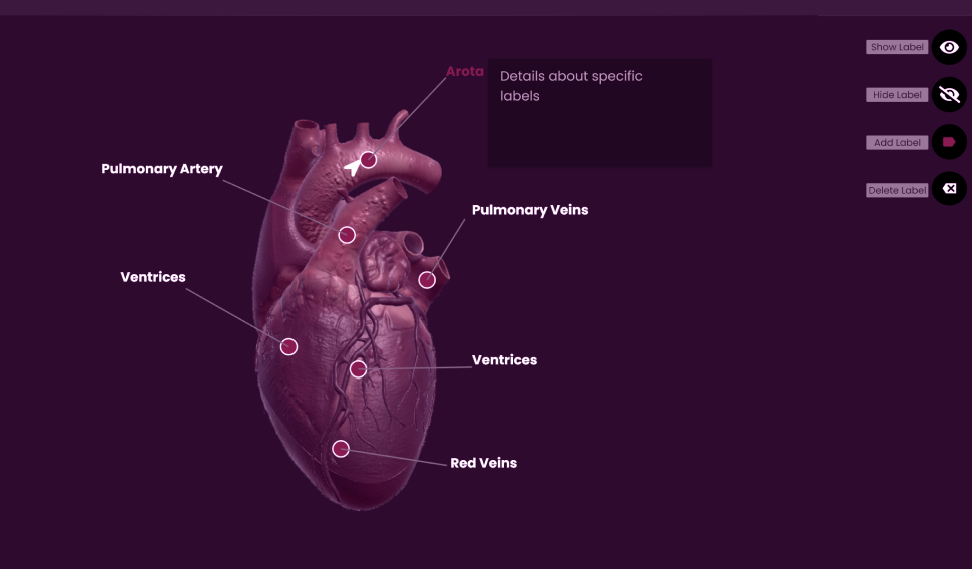 Show Label
Arota
Details about specific
labels
Hide Label
Add Label
Pulmonary Artery
Delete Label
Pulmonary Veins
Ventrices
Ventrices
Red Veins